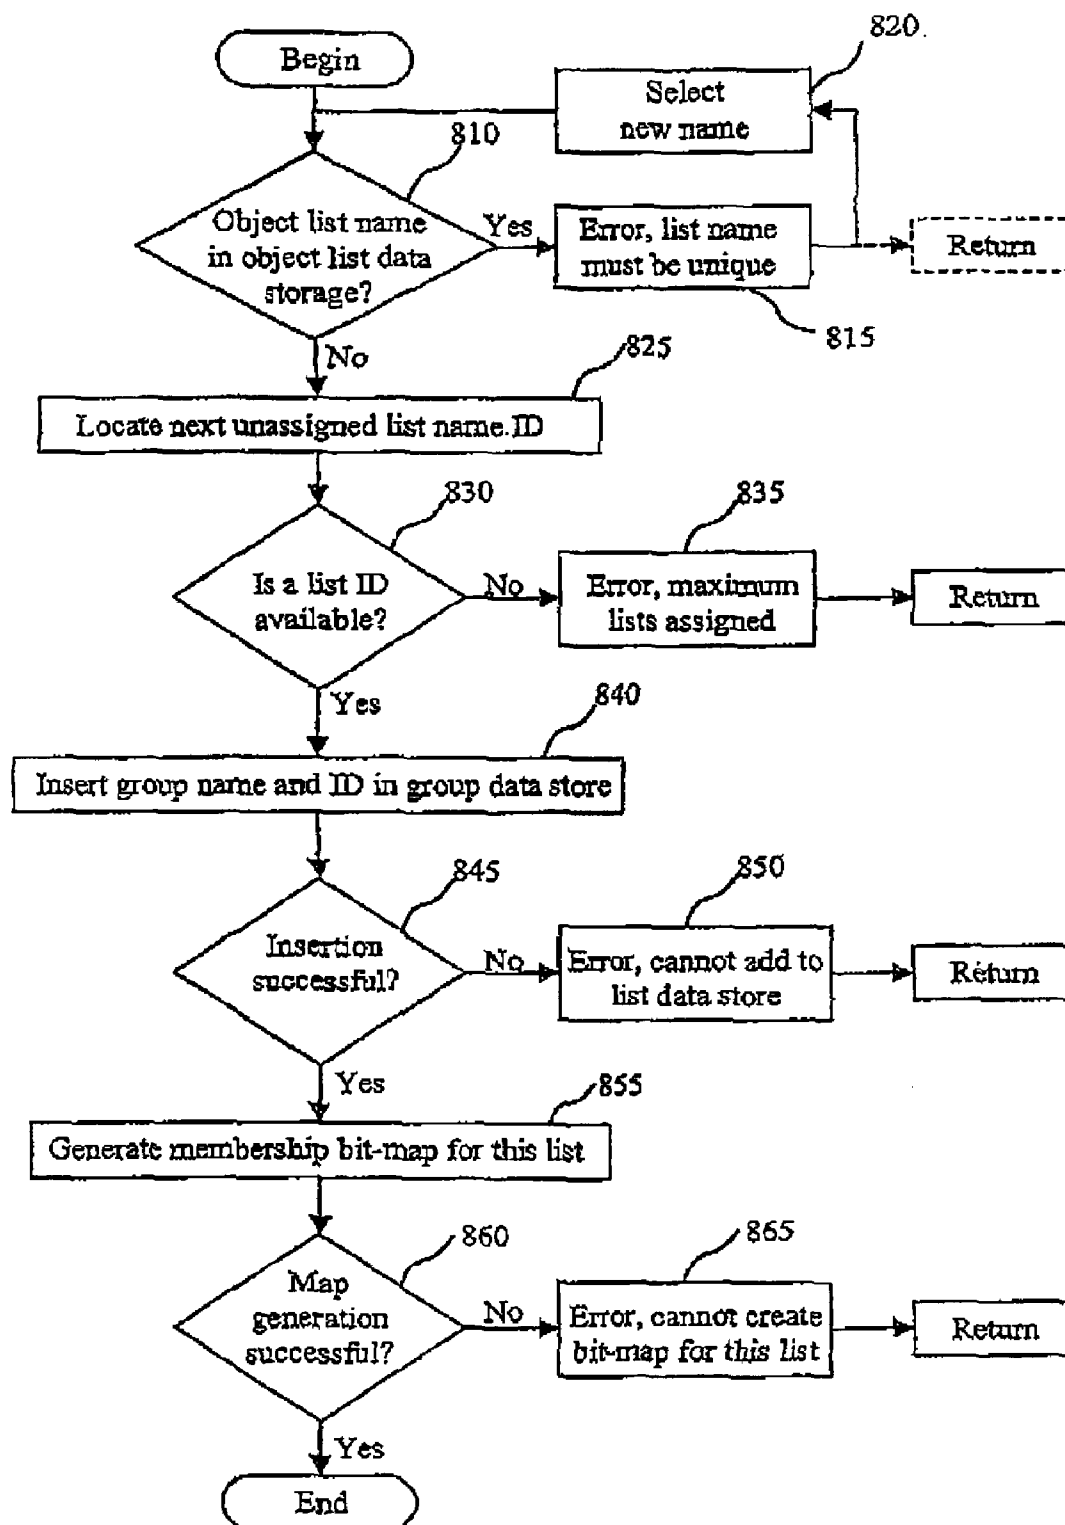 Begin
820.
Select
new name
810
Object list name
in object list data
storage?
Yes
Error, list name
must be unique
Return
815
No
825
Locate next unassigned list name.ID
830
835
Is a list ID
available?
No
Error, maximum
lists assigned
Return
Yes
840
Insert group name and ID in group data store
845
850
Insertion
successful?
No
Error, cannot add to
list data store
Return
Yes
855
Generate membership bit-map for this list
860
865
Map
generation
successful?
No
Error, cannot create
bit-map for this list
Return
Yes
End